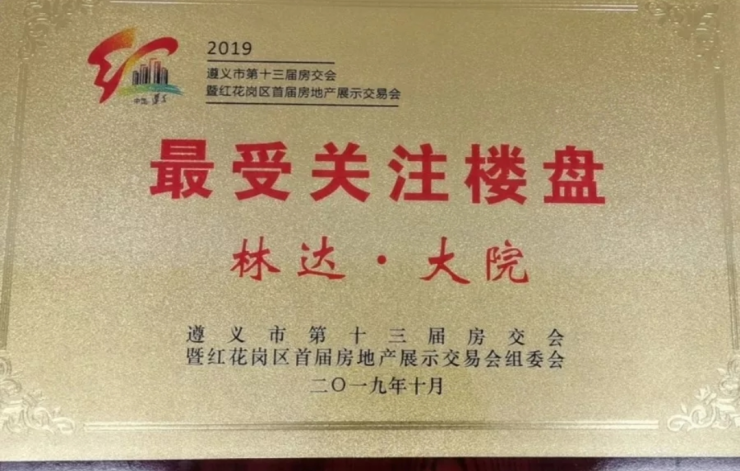 2019
遵义市第十三届房交会
暨红花岗区首届房地产展示交易会
最受关注楼盘
林达·大院
遵义市第十三届房交会
暨红花岗区首届房地产展示交易会组委会
二〇一九年十月